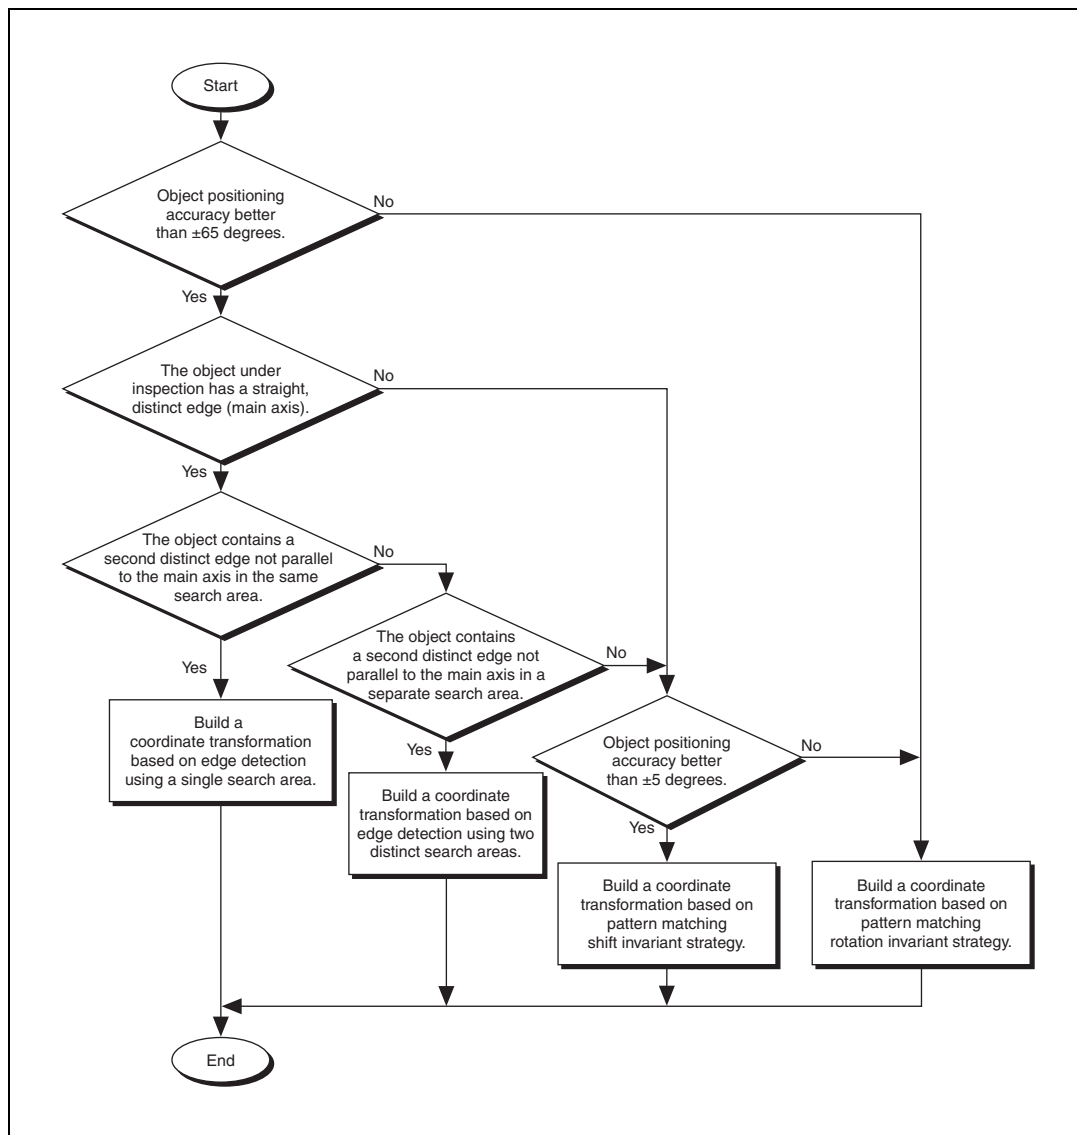 Start
Object positioning
accuracy better
than ±65 degrees.
No
Yes
The object under
inspection has a straight,
distinct edge (main axis).
No
Yes
The object contains a
second distinct edge not parallel
to the main axis in the same
search area.
No
Yes
The object contains
a second distinct edge not
parallel to the main axis in a
separate search area.
No
Yes
Build a
coordinate transformation
based on edge detection
using a single search area.
Object positioning
accuracy better
than ±5 degrees.
No
Yes
Build a coordinate
transformation based on
edge detection using two
distinct search areas.
Build a coordinate
transformation based on
pattern matching
shift invariant strategy.
Build a coordinate
transformation based on
pattern matching
rotation invariant strategy.
End